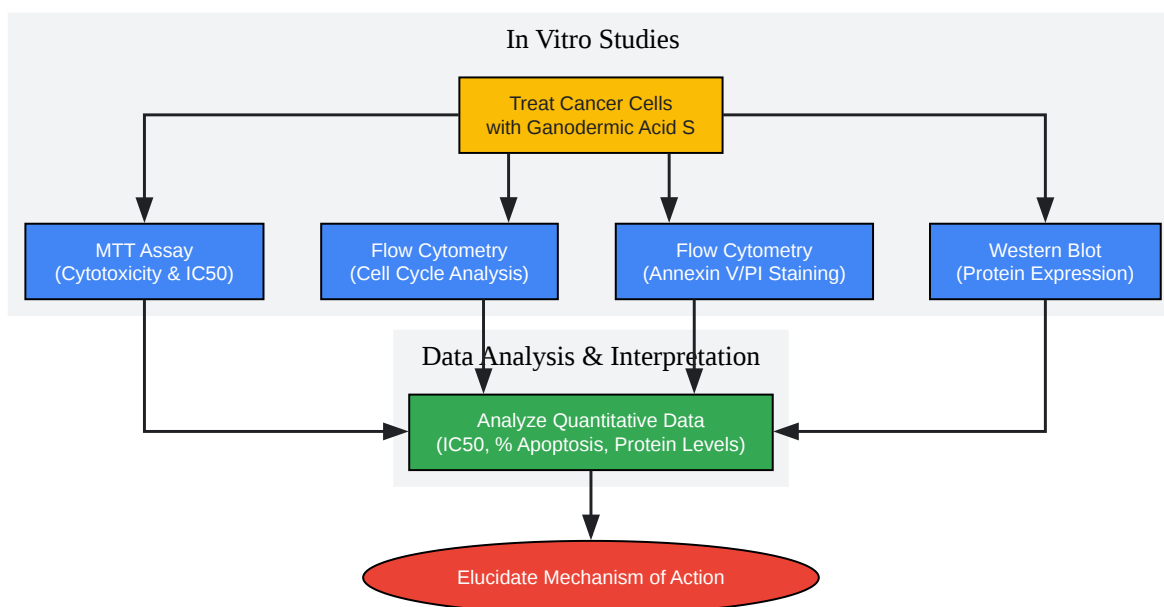 In Vitro Studies
Treat Cancer Cells
with Ganodermic Acid S
MTT Assay
(Cytotoxicity & IC50)
Flow Cytometry
(Cell Cycle Analysis)
Flow Cytometry
(Annexin V/PI Staining)
Western Blot
(Protein Expression)
Data Analysis & Interpretation
Analyze Quantitative Data
(IC50, % Apoptosis, Protein Levels)
Elucidate Mechanism of Action